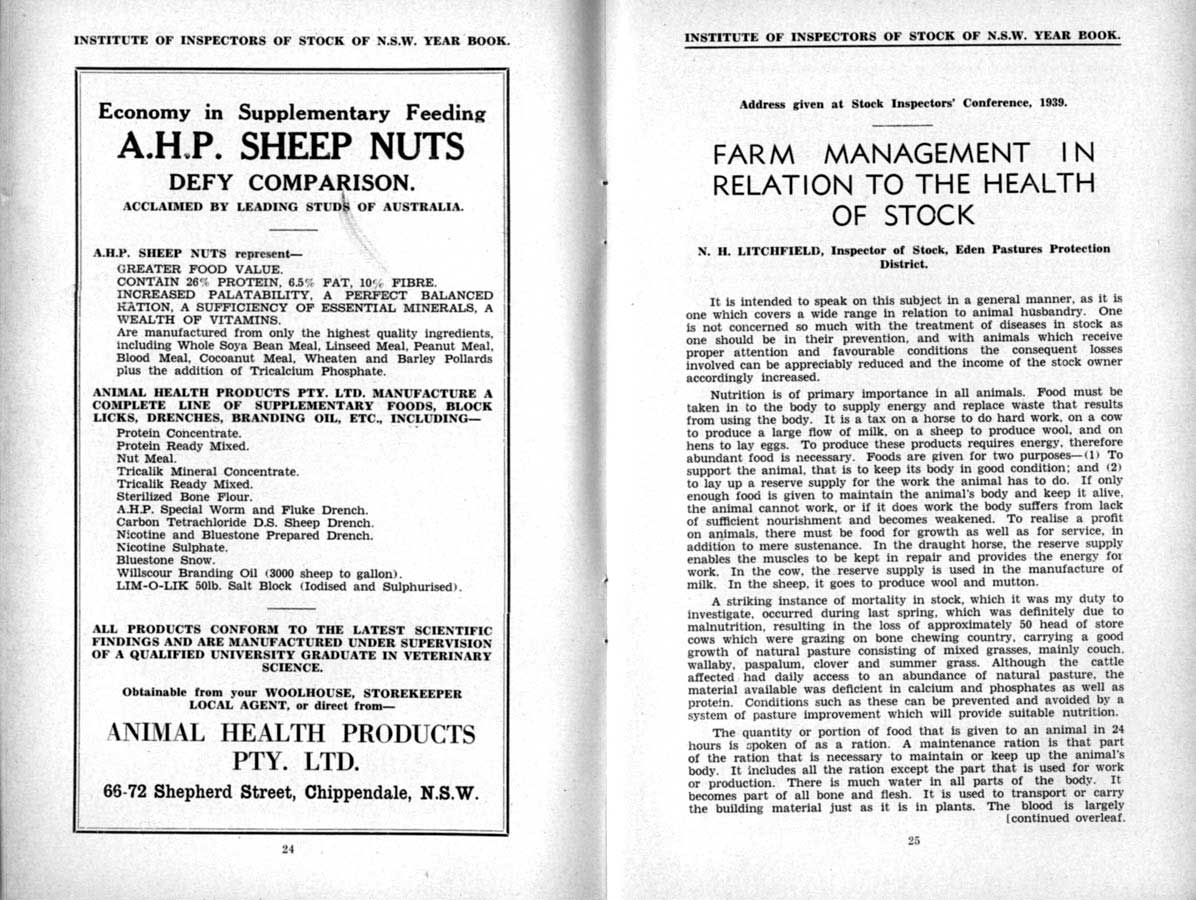 INSTITUTE OF INSPECTORS OF STOCK OF N.S.W. YEAR BOOK.
Economy in Supplementary Feeding
A.H.P. SHEEP NUTS
DEFY COMPARISON.
ACCLAIMED BY LEADING STUDS OF AUSTRALIA.
A.H.P. SHEEP NUTS represent—
GREATER FOOD VALUE.
CONTAIN 26% PROTEIN, 6.5% FAT, 10% FIBRE.
INCREASED PALATABILITY, A PERFECT BALANCED
RATION, A SUFFICIENCY OF ESSENTIAL MINERALS, A
WEALTH OF VITAMINS.
Are manufactured from only the highest quality ingredients,
including Whole Soya Bean Meal, Linseed Meal, Peanut Meal,
Blood Meal, Cocoanut Meal, Wheaten and Barley Pollards
plus the addition of Tricalcium Phosphate.
ANIMAL HEALTH PRODUCTS PTY. LTD. MANUFACTURE A
COMPLETE LINE OF SUPPLEMENTARY FOODS, BLOCK
LICKS, DRENCHES, BRANDING OIL, ETC., INCLUDING—
Protein Concentrate.
Protein Ready Mixed.
Nut Meal.
Tricalik Mineral Concentrate.
Tricalik Ready Mixed.
Sterilized Bone Flour.
A.H.P. Special Worm and Fluke Drench.
Carbon Tetrachloride D.S. Sheep Drench.
Nicotine and Bluestone Prepared Drench.
Nicotine Sulphate.
Bluestone Snow.
Willscour Branding Oil (3000 sheep to gallon).
LIM-O-LIK 50lb. Salt Block (Iodised and Sulphurised).
ALL PRODUCTS CONFORM TO THE LATEST SCIENTIFIC
FINDINGS AND ARE MANUFACTURED UNDER SUPERVISION
OF A QUALIFIED UNIVERSITY GRADUATE IN VETERINARY
SCIENCE.
Obtainable from your WOOLHOUSE, STOREKEEPER
LOCAL AGENT, or direct from—
ANIMAL HEALTH PRODUCTS
PTY. LTD.
66-72 Shepherd Street, Chippendale, N.S.W.
24
INSTITUTE OF INSPECTORS OF STOCK OF N.S.W. YEAR BOOK.
Address given at Stock Inspectors' Conference, 1939.
FARM MANAGEMENT IN
RELATION TO THE HEALTH
OF STOCK
N. H. LITCHFIELD, Inspector of Stock, Eden Pastures Protection
District.
It is intended to speak on this subject in a general manner, as it is
one which covers a wide range in relation to animal husbandry. One
is not concerned so much with the treatment of diseases in stock as
one should be in their prevention, and with animals which receive
proper attention and favourable conditions the consequent losses
involved can be appreciably reduced and the income of the stock owner
accordingly increased.
Nutrition is of primary importance in all animals. Food must be
taken in to the body to supply energy and replace waste that results
from using the body. It is a tax on a horse to do hard work, on a cow
to produce a large flow of milk, on a sheep to produce wool, and on
hens to lay eggs. To produce these products requires energy, therefore
abundant food is necessary. Foods are given for two purposes—(1) To
support the animal, that is to keep its body in good condition; and (2)
to lay up a reserve supply for the work the animal has to do. If only
enough food is given to maintain the animal's body and keep it alive,
the animal cannot work, or if it does work the body suffers from lack
of sufficient nourishment and becomes weakened. To realise a profit
on animals, there must be food for growth as well as for service, in
addition to mere sustenance. In the draught horse, the reserve supply
enables the muscles to be kept in repair and provides the energy for
work. In the cow, the reserve supply is used in the manufacture of
milk. In the sheep, it goes to produce wool and mutton.
A striking instance of mortality in stock, which it was my duty to
investigate, occurred during last spring, which was definitely due to
malnutrition, resulting in the loss of approximately 50 head of store
cows which were grazing on bone chewing country, carrying a good
growth of natural pasture consisting of mixed grasses, mainly couch,
wallaby, paspalum, clover and summer grass. Although the cattle
affected had daily access to an abundance of natural pasture, the
material available was deficient in calcium and phosphates as well as
protein. Conditions such as these can be prevented and avoided by a
system of pasture improvement which will provide suitable nutrition.
The quantity or portion of food that is given to an animal in 24
hours is spoken of as a ration. A maintenance ration is that part
of the ration that is necessary to maintain or keep up the animal's
body. It includes all the ration except the part that is used for work
or production. There is much water in all parts of the body. It
becomes part of all bone and flesh. It is used to transport or carry
the building material just as it is in plants. The blood is largely
[continued overleaf.
25